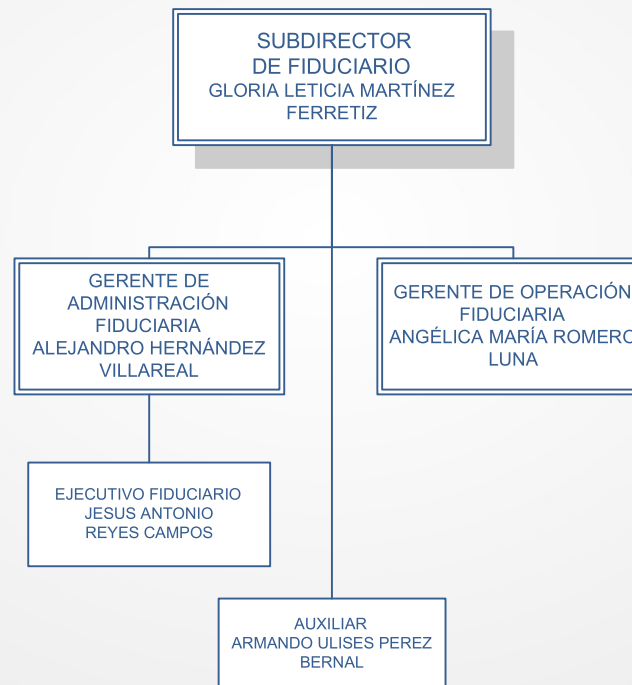 SUBDIRECTOR
DE FIDUCIARIO
GLORIA LETICIA MARTÍNEZ
FERRETIZ
GERENTE DE
ADMINISTRACIÓN
FIDUCIARIA
ALEJANDRO HERNÁNDEZ
VILLAREAL
GERENTE DE OPERACIÓN
FIDUCIARIA
ANGÉLICA MARÍA ROMERO
LUNA
EJECUTIVO FIDUCIARIO
JESUS ANTONIO
REYES CAMPOS
AUXILIAR
ARMANDO ULISES PEREZ
BERNAL